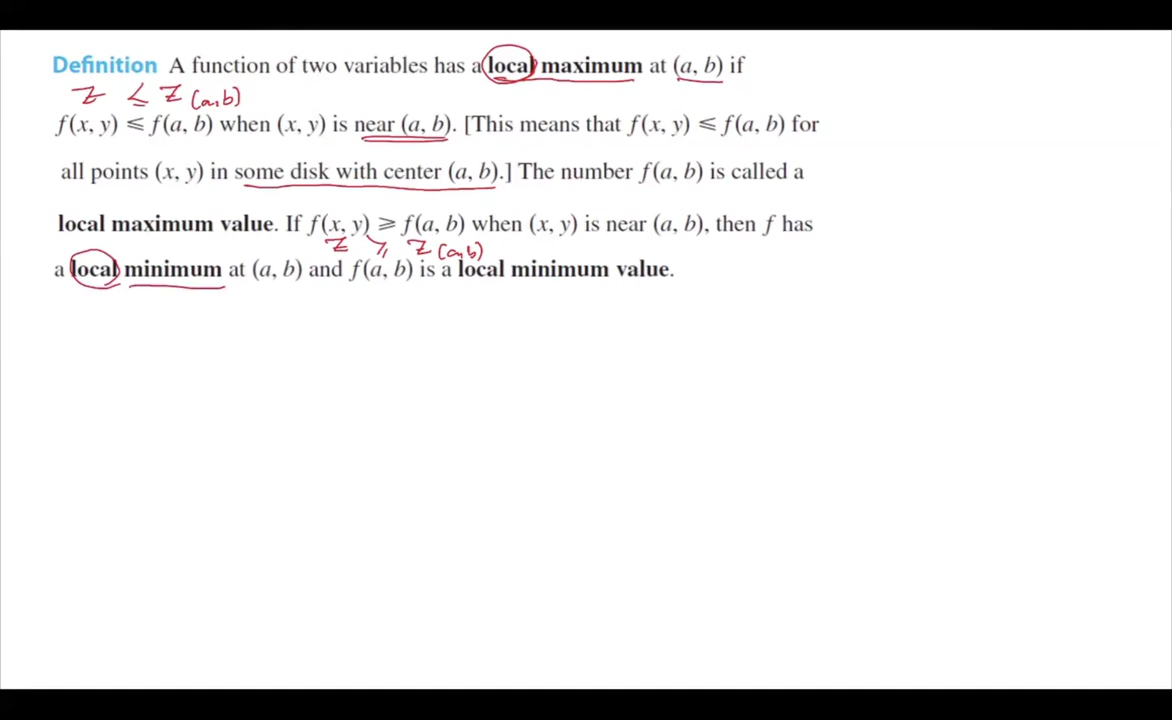 Definition A function of two variables has a local maximum at (a, b) if
z ≤ z (a,b)
f(x, y) ⩽ f(a, b) when (x, y) is near (a, b). [This means that f(x, y) ⩽ f(a, b) for
all points (x, y) in some disk with center (a, b).] The number f(a, b) is called a
local maximum value. If f(x, y) ⩾ f(a, b) when (x, y) is near (a, b), then f has
z ⩾ z (a,b)
a local minimum at (a, b) and f(a, b) is a local minimum value.